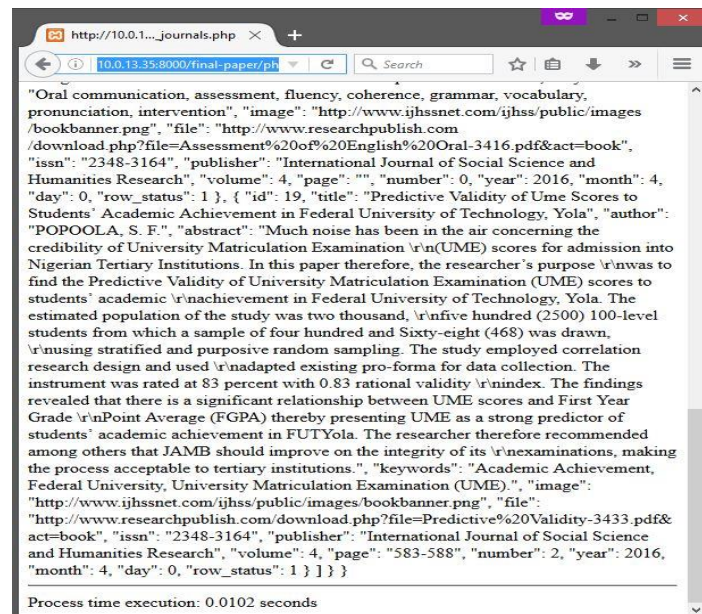 http://10.0.1..._journals.php
10.0.13.35:8000/final-paper/ph
Search
"Oral communication, assessment, fluency, coherence, grammar, vocabulary,
pronunciation, intervention", "image": "http://www.ijhssnet.com/ijhss/public/images
/bookbanner.png", "file": "http://www.researchpublish.com
/download.php?file=Assessment%20of%20English%20Oral-3416.pdf&act=book",
"issn": "2348-3164", "publisher": "International Journal of Social Science and
Humanities Research", "volume": 4, "page": "", "number": 0, "year": 2016, "month": 4,
"day": 0, "row_status": 1 }, { "id": 19, "title": "Predictive Validity of Ume Scores to
Students' Academic Achievement in Federal University of Technology, Yola", "author":
"POPOOLA, S. F.", "abstract": "Much noise has been in the air concerning the
credibility of University Matriculation Examination \r\n(UME) scores for admission into
Nigerian Tertiary Institutions. In this paper therefore, the researcher's purpose \r\nwas to
find the Predictive Validity of University Matriculation Examination (UME) scores to
students' academic \r\nachievement in Federal University of Technology, Yola. The
estimated population of the study was two thousand, \r\nfive hundred (2500) 100-level
students from which a sample of four hundred and Sixty-eight (468) was drawn,
\r\nusing stratified and purposive random sampling. The study employed correlation
research design and used \r\nadapted existing pro-forma for data collection. The
instrument was rated at 83 percent with 0.83 rational validity \r\nindex. The findings
revealed that there is a significant relationship between UME scores and First Year
Grade \r\nPoint Average (FGPA) thereby presenting UME as a strong predictor of
students' academic achievement in FUTYola. The researcher therefore recommended
among others that JAMB should improve on the integrity of its \r\nexaminations, making
the process acceptable to tertiary institutions.", "keywords": "Academic Achievement,
Federal University, University Matriculation Examination (UME).", "image":
"http://www.ijhssnet.com/ijhss/public/images/bookbanner.png", "file":
"http://www.researchpublish.com/download.php?file=Predictive%20Validity-3433.pdf&
act=book", "issn": "2348-3164", "publisher": "International Journal of Social Science
and Humanities Research", "volume": 4, "page": "583-588", "number": 2, "year": 2016,
"month": 4, "day": 0, "row_status": 1 } ] } }
Process time execution: 0.0102 seconds